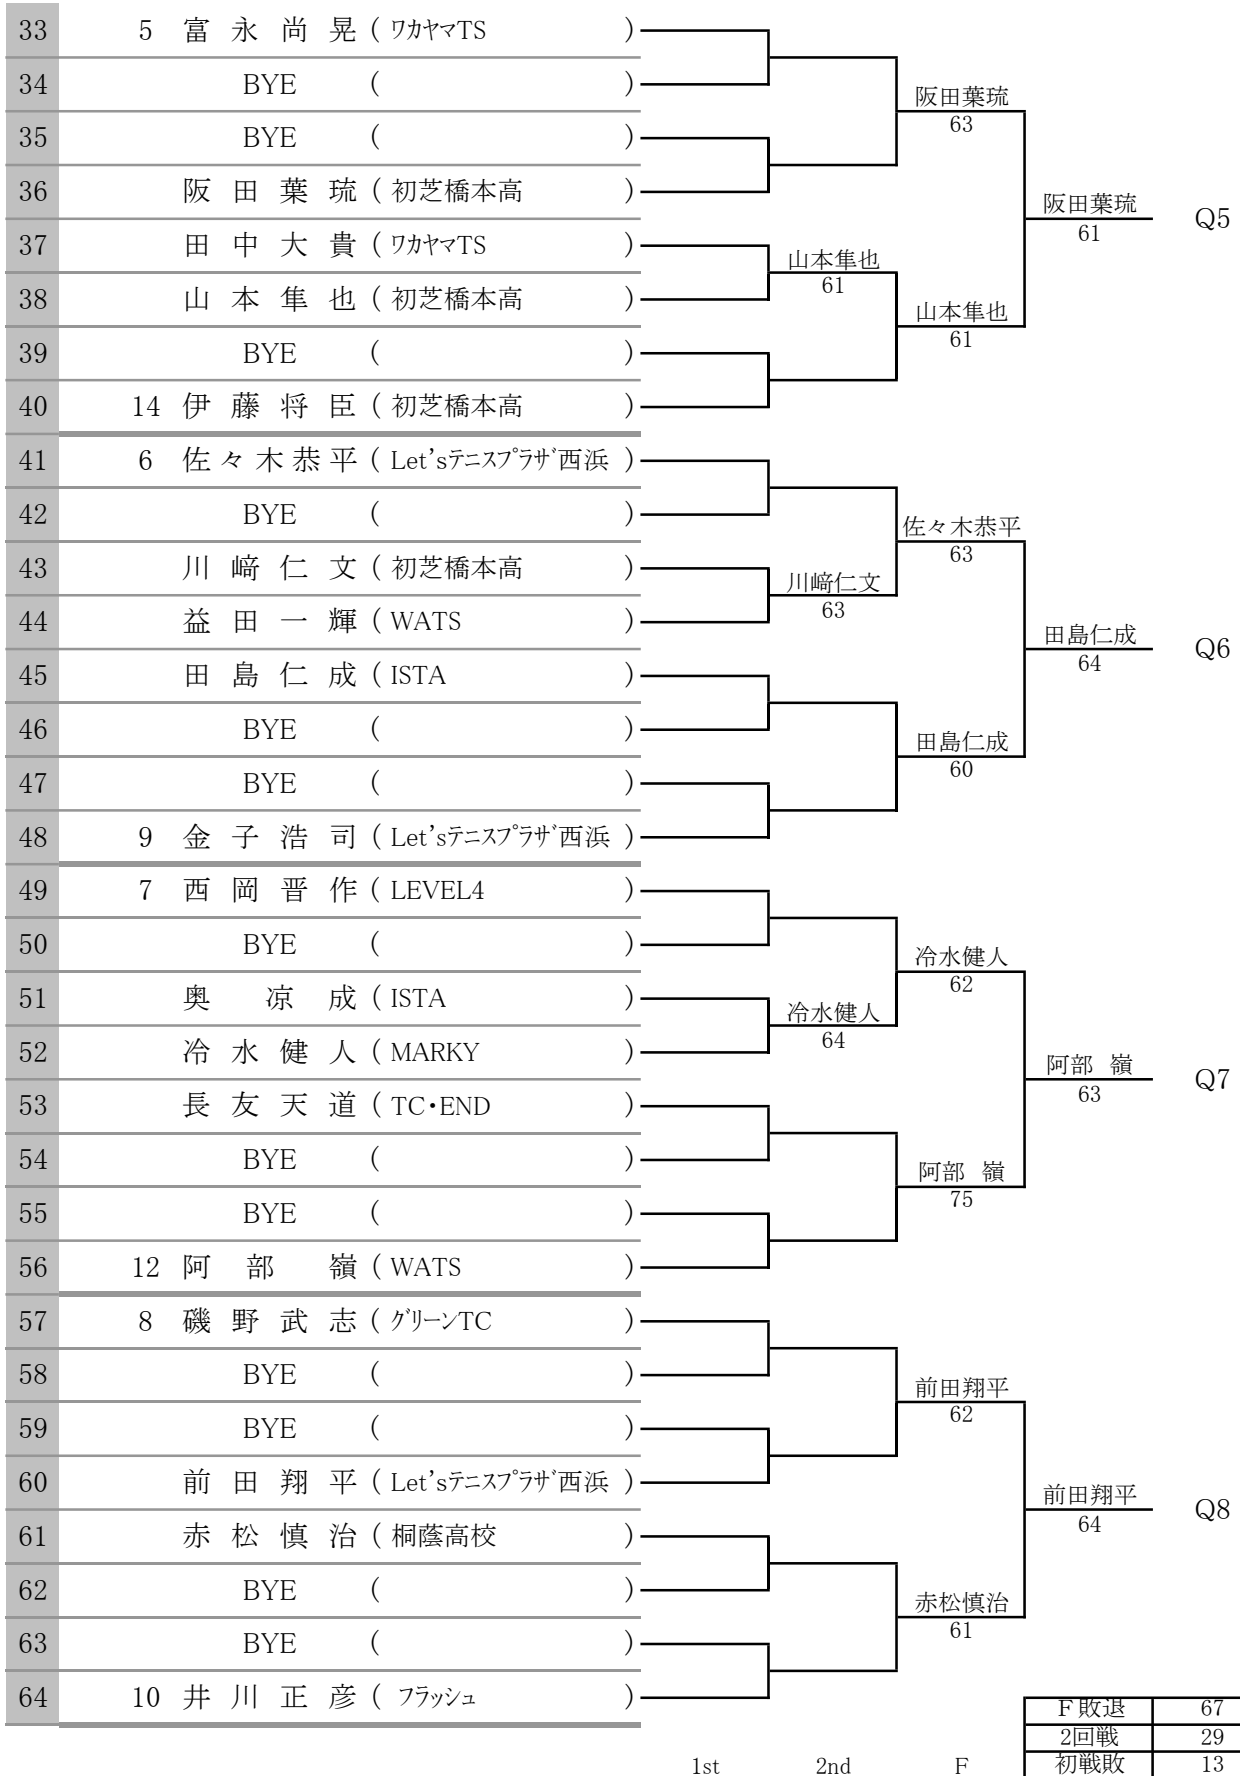 33 5 富永尚晃 ( ワカヤマTS )
34 BYE ( )
阪田葉琉
63
35 BYE ( )
36 阪田葉琉 ( 初芝橋本高 )
阪田葉琉 Q5
61
37 田中大貴 ( ワカヤマTS )
山本隼也
61
38 山本隼也 ( 初芝橋本高 )
山本隼也
61
39 BYE ( )
40 14 伊藤将臣 ( 初芝橋本高 )
41 6 佐々木恭平 ( Let'sテニスプラザ西浜 )
42 BYE ( )
佐々木恭平
63
43 川﨑仁文 ( 初芝橋本高 )
川﨑仁文
63
44 益田一輝 ( WATS )
田島仁成 Q6
64
45 田島仁成 ( ISTA )
46 BYE ( )
田島仁成
60
47 BYE ( )
48 9 金子浩司 ( Let'sテニスプラザ西浜 )
49 7 西岡晋作 ( LEVEL4 )
50 BYE ( )
冷水健人
62
51 奥 凉成 ( ISTA )
冷水健人
64
52 冷水健人 ( MARKY )
阿部 嶺 Q7
63
53 長友天道 ( TC・END )
54 BYE ( )
阿部 嶺
75
55 BYE ( )
56 12 阿部 嶺 ( WATS )
57 8 磯野武志 ( グリーンTC )
58 BYE ( )
前田翔平
62
59 BYE ( )
60 前田翔平 ( Let'sテニスプラザ西浜 )
前田翔平 Q8
64
61 赤松慎治 ( 桐蔭高校 )
62 BYE ( )
赤松慎治
61
63 BYE ( )
64 10 井川正彦 ( フラッシュ )
F敗退 67
2回戦 29
初戦敗 13
1st 2nd F